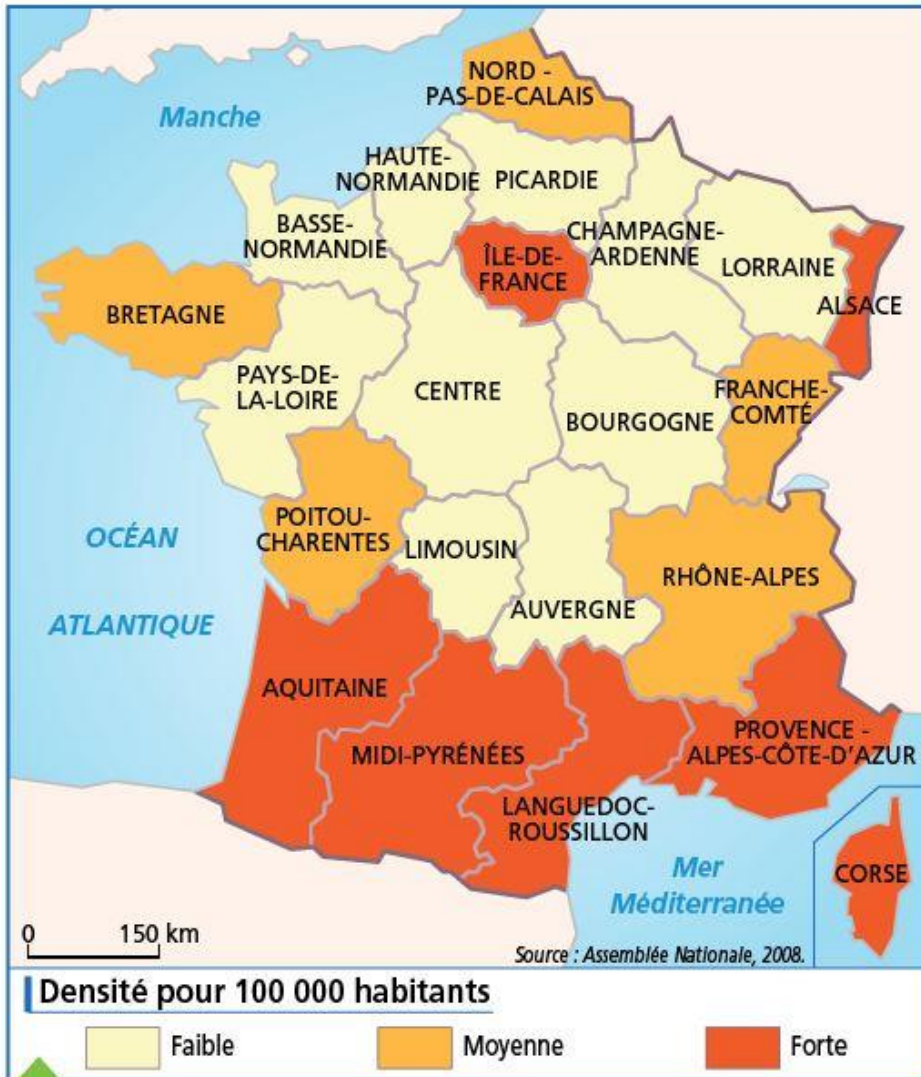 NORD -
PAS-DE-CALAIS
Manche
HAUTE-
NORMANDIE
PICARDIE
BASSE-
NORMANDIE
CHAMPAGNE-
ARDENNE
ÎLE-DE-
FRANCE
LORRAINE
ALSACE
BRETAGNE
PAYS-DE-
LA-LOIRE
CENTRE
BOURGOGNE
FRANCHE-
COMTÉ
OCÉAN
ATLANTIQUE
POITOU-
CHARENTES
LIMOUSIN
AUVERGNE
RHÔNE-ALPES
AQUITAINE
MIDI-PYRÉNÉES
PROVENCE -
ALPES-CÔTE-D'AZUR
LANGUEDOC-
ROUSSILLON
CORSE
Mer
Méditerranée
0 150 km
Source : Assemblée Nationale, 2008.
Densité pour 100 000 habitants
Faible Moyenne Forte